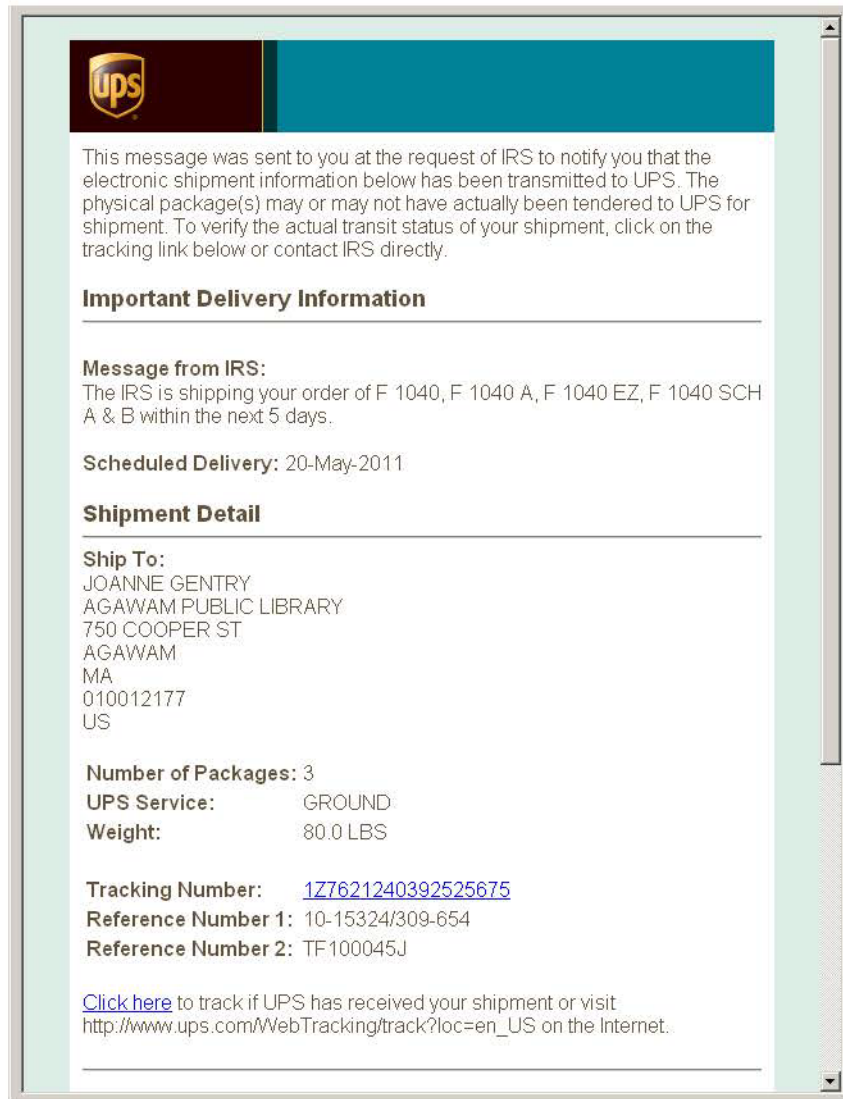 ups
This message was sent to you at the request of IRS to notify you that the
electronic shipment information below has been transmitted to UPS. The
physical package(s) may or may not have actually been tendered to UPS for
shipment. To verify the actual transit status of your shipment, click on the
tracking link below or contact IRS directly.
Important Delivery Information
Message from IRS:
The IRS is shipping your order of F 1040, F 1040 A, F 1040 EZ, F 1040 SCH
A & B within the next 5 days.
Scheduled Delivery: 20-May-2011
Shipment Detail
Ship To:
JOANNE GENTRY
AGAWAM PUBLIC LIBRARY
750 COOPER ST
AGAWAM
MA
010012177
US
Number of Packages: 3
UPS Service: GROUND
Weight: 80.0 LBS
Tracking Number: 1Z7621240392525675
Reference Number 1: 10-15324/309-654
Reference Number 2: TF100045J
Click here to track if UPS has received your shipment or visit
http://www.ups.com/WebTracking/track?loc=en_US on the Internet.